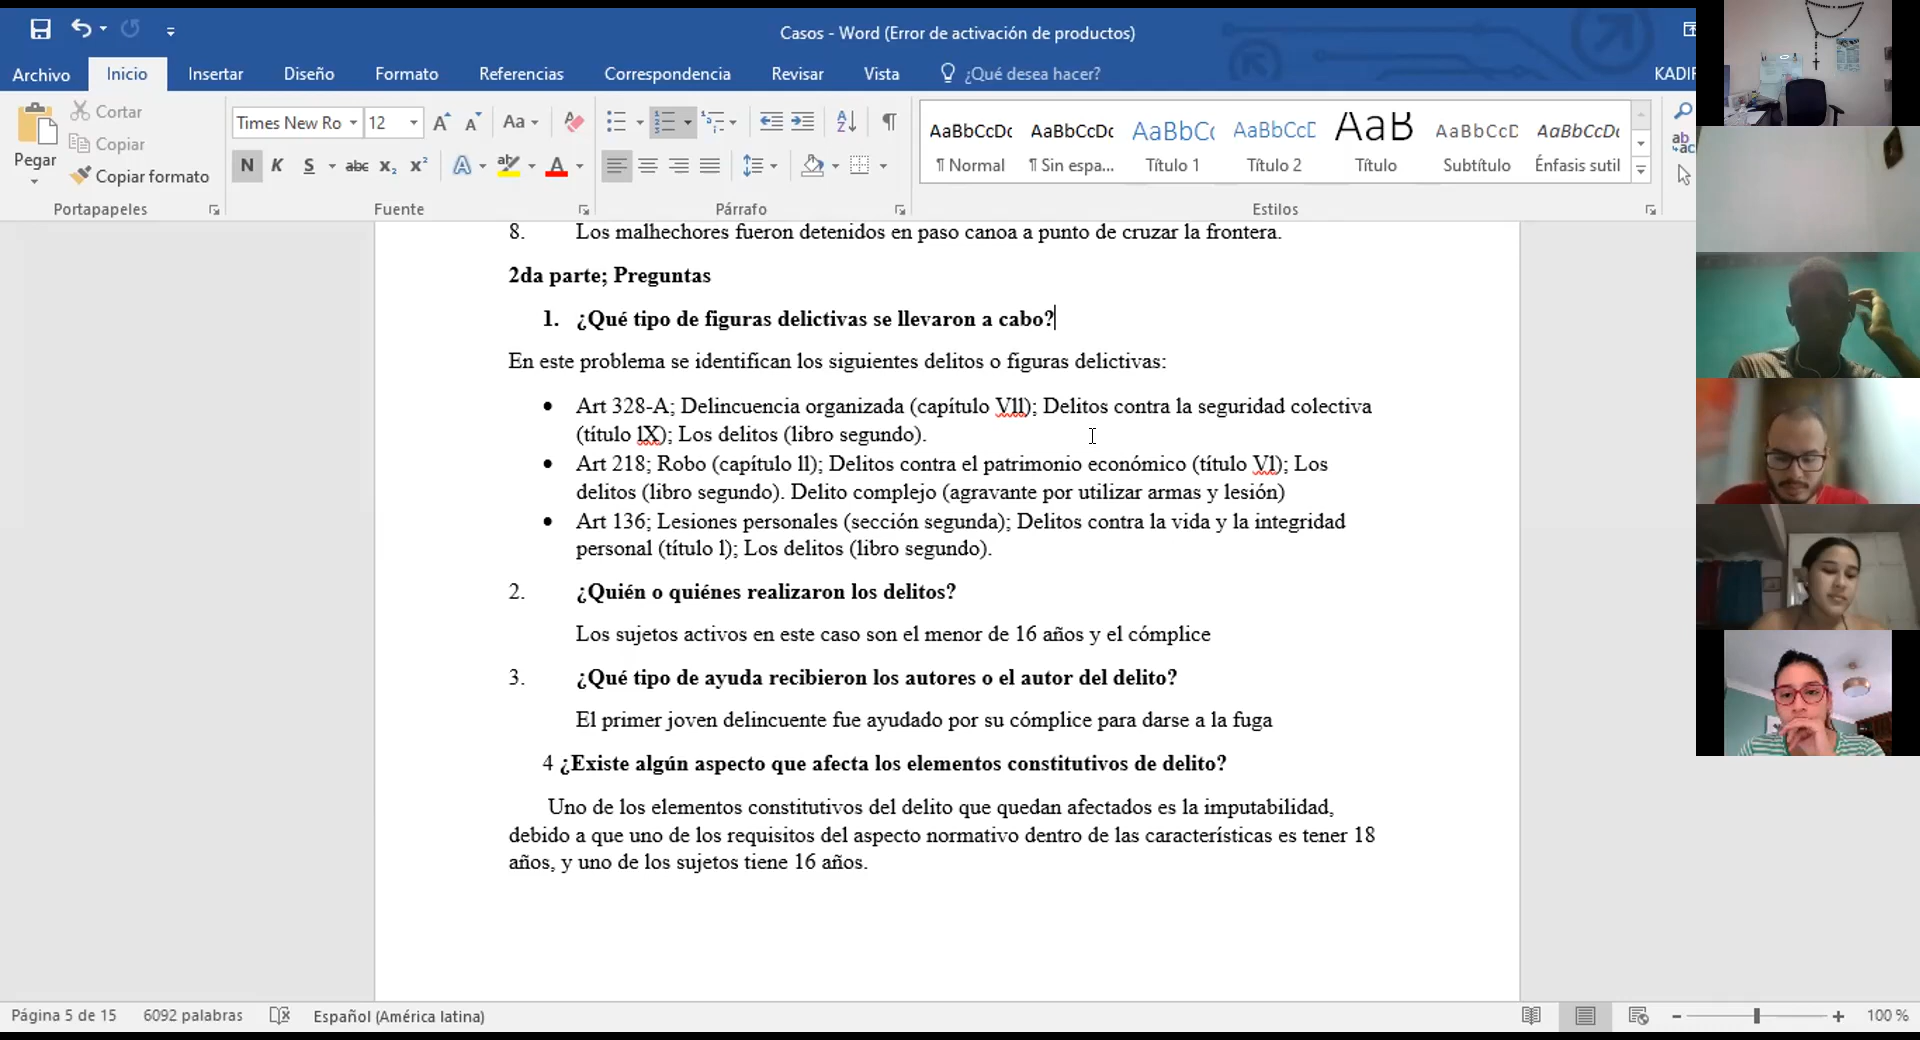 Casos - Word (Error de activación de productos)
Archivo Inicio Insertar Diseño Formato Referencias Correspondencia Revisar Vista ¿Qué desea hacer? KADIR
Pegar
Cortar
Copiar
Copiar formato
Portapapeles
Times New Ro 12
N K S abc x₂ x²
Fuente
Párrafo
AaBbCcDc AaBbCcDc AaBbC AaBbCcD AaB AaBbCcD AaBbCcDc
¶ Normal ¶ Sin espa... Título 1 Título 2 Título Subtítulo Énfasis sutil
Estilos
8. Los malhechores fueron detenidos en paso canoa a punto de cruzar la frontera.
2da parte; Preguntas
1. ¿Qué tipo de figuras delictivas se llevaron a cabo?
En este problema se identifican los siguientes delitos o figuras delictivas:
• Art 328-A; Delincuencia organizada (capítulo Vll); Delitos contra la seguridad colectiva
(título lX); Los delitos (libro segundo).
• Art 218; Robo (capítulo ll); Delitos contra el patrimonio económico (título Vl); Los
delitos (libro segundo). Delito complejo (agravante por utilizar armas y lesión)
• Art 136; Lesiones personales (sección segunda); Delitos contra la vida y la integridad
personal (título l); Los delitos (libro segundo).
2. ¿Quién o quiénes realizaron los delitos?
Los sujetos activos en este caso son el menor de 16 años y el cómplice
3. ¿Qué tipo de ayuda recibieron los autores o el autor del delito?
El primer joven delincuente fue ayudado por su cómplice para darse a la fuga
4 ¿Existe algún aspecto que afecta los elementos constitutivos de delito?
Uno de los elementos constitutivos del delito que quedan afectados es la imputabilidad,
debido a que uno de los requisitos del aspecto normativo dentro de las características es tener 18
años, y uno de los sujetos tiene 16 años.
Página 5 de 15 6092 palabras Español (América latina) 100 %